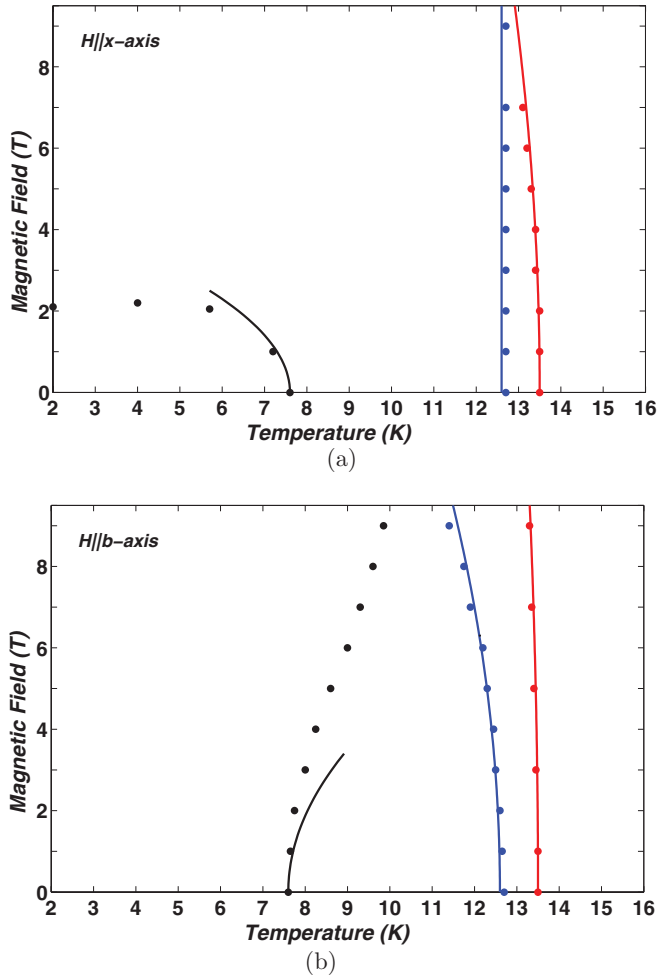 H||x-axis
8
6
4
2
0
Magnetic Field (T)
2 3 4 5 6 7 8 9 10 11 12 13 14 15 16
Temperature (K)
(a)
H||b-axis
8
6
4
2
0
Magnetic Field (T)
2 3 4 5 6 7 8 9 10 11 12 13 14 15 16
Temperature (K)
(b)